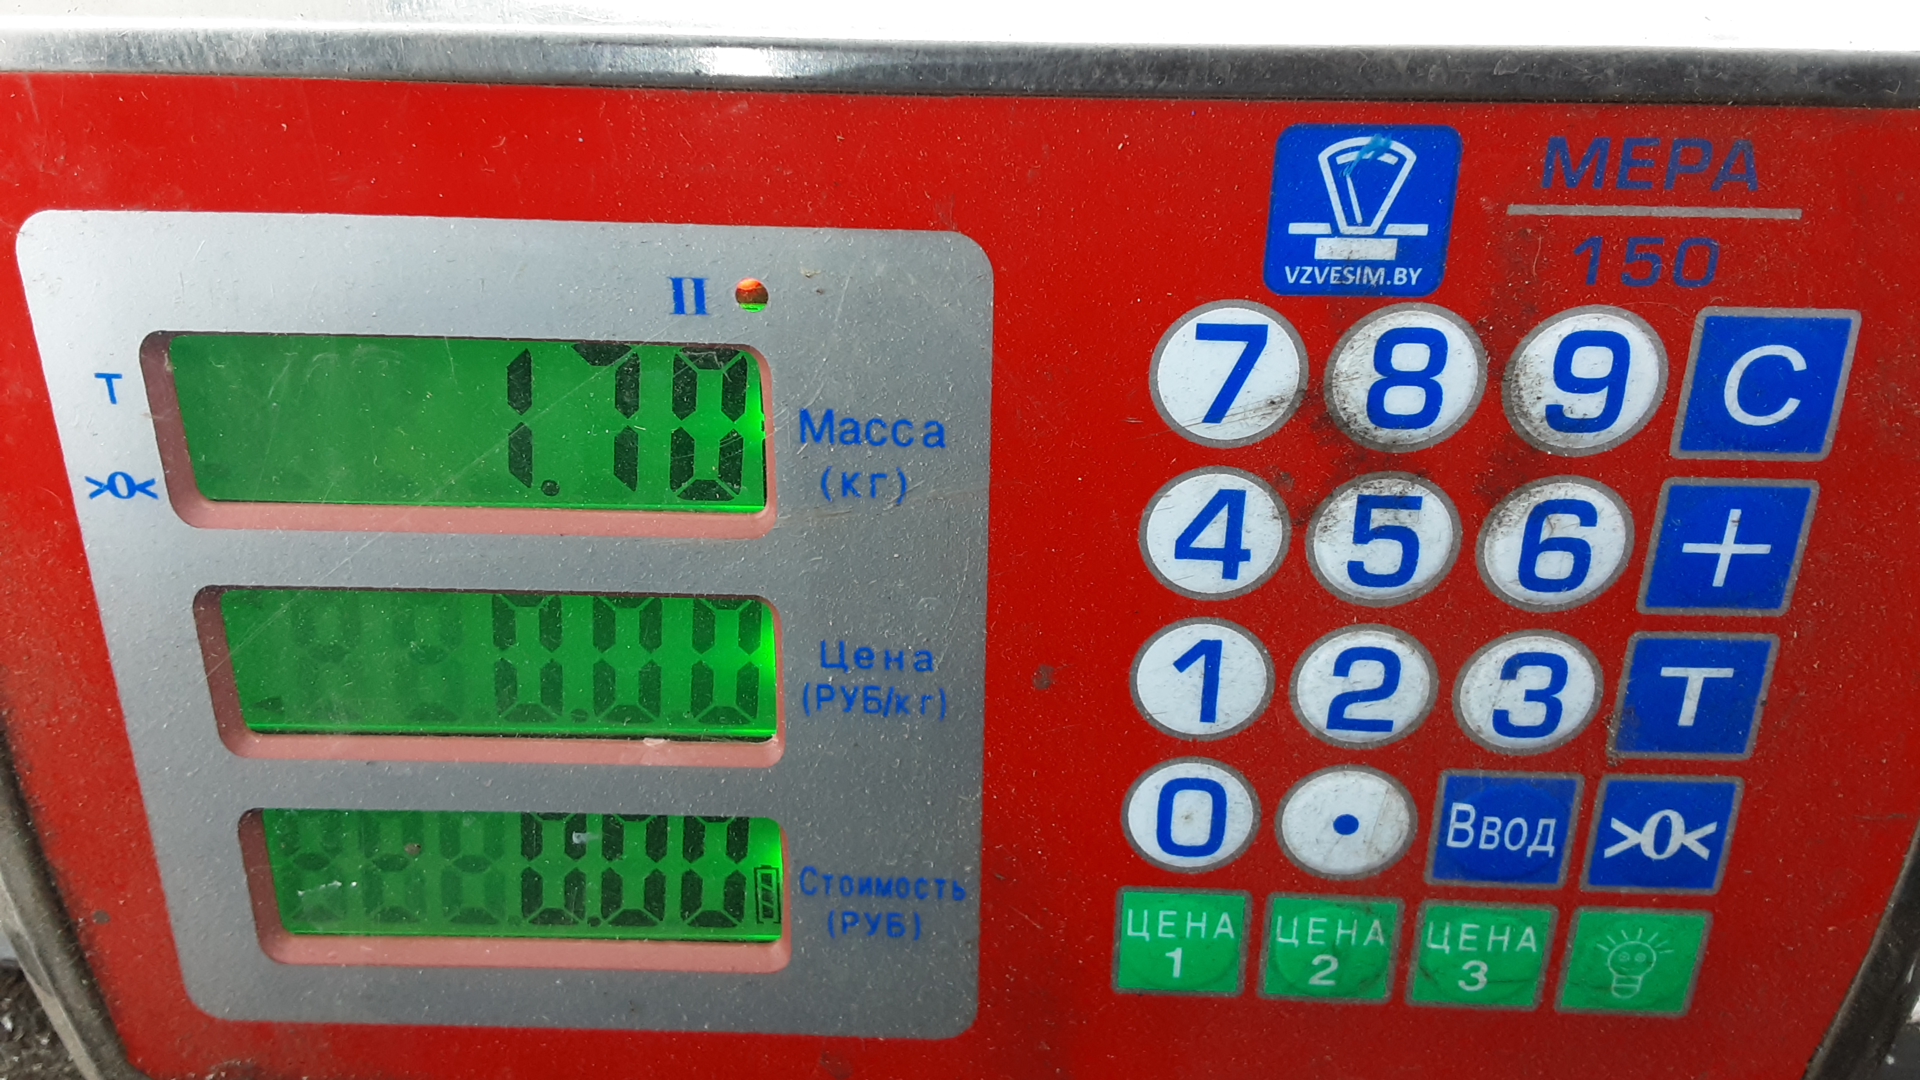 МЕРА
150
VZVESIM.BY
II
Т
>0<
1.70
Масса
(кг)
0.00
Цена
(РУБ/кг)
0.00
Стоимость
(РУБ)
7 8 9 С
4 5 6 +
1 2 3 Т
0 . Ввод >0<
ЦЕНА 1
ЦЕНА 2
ЦЕНА 3